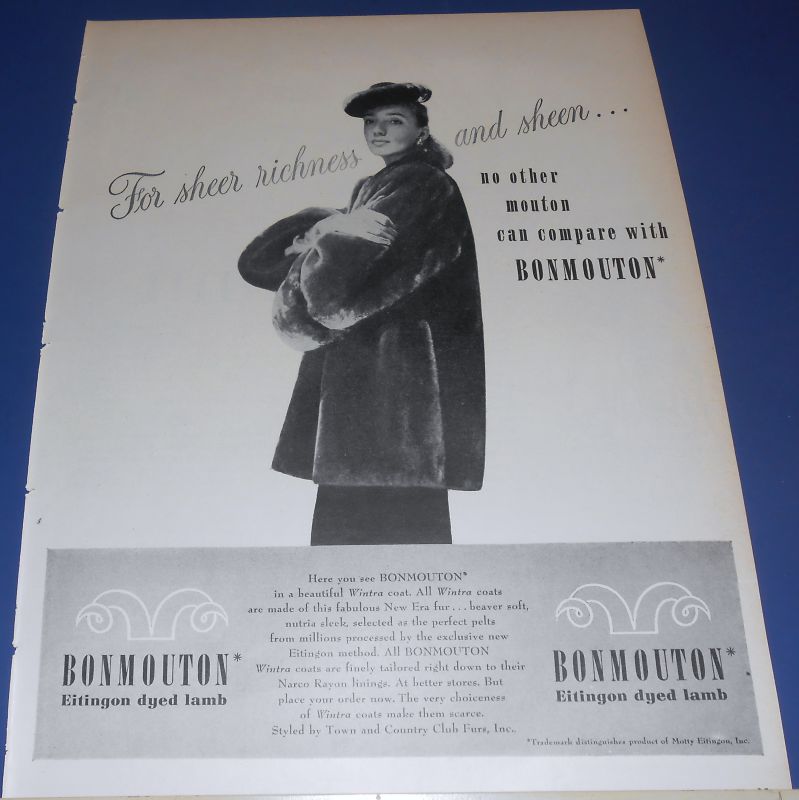 For sheer richness and sheen...
no other
mouton
can compare with
BONMOUTON*
BONMOUTON*
Eitingon dyed lamb
Here you see BONMOUTON*
in a beautiful Wintra coat. All Wintra coats
are made of this fabulous New Era fur... beaver soft,
nutria sleek, selected as the perfect pelts
from millions processed by the exclusive new
Eitingon method. All BONMOUTON
Wintra coats are finely tailored right down to their
Narco Rayon linings. At better stores. But
place your order now. The very choiceness
of Wintra coats make them scarce.
Styled by Town and Country Club Furs, Inc.
BONMOUTON*
Eitingon dyed lamb
*Trademark distinguishes product of Motty Eitingon, Inc.